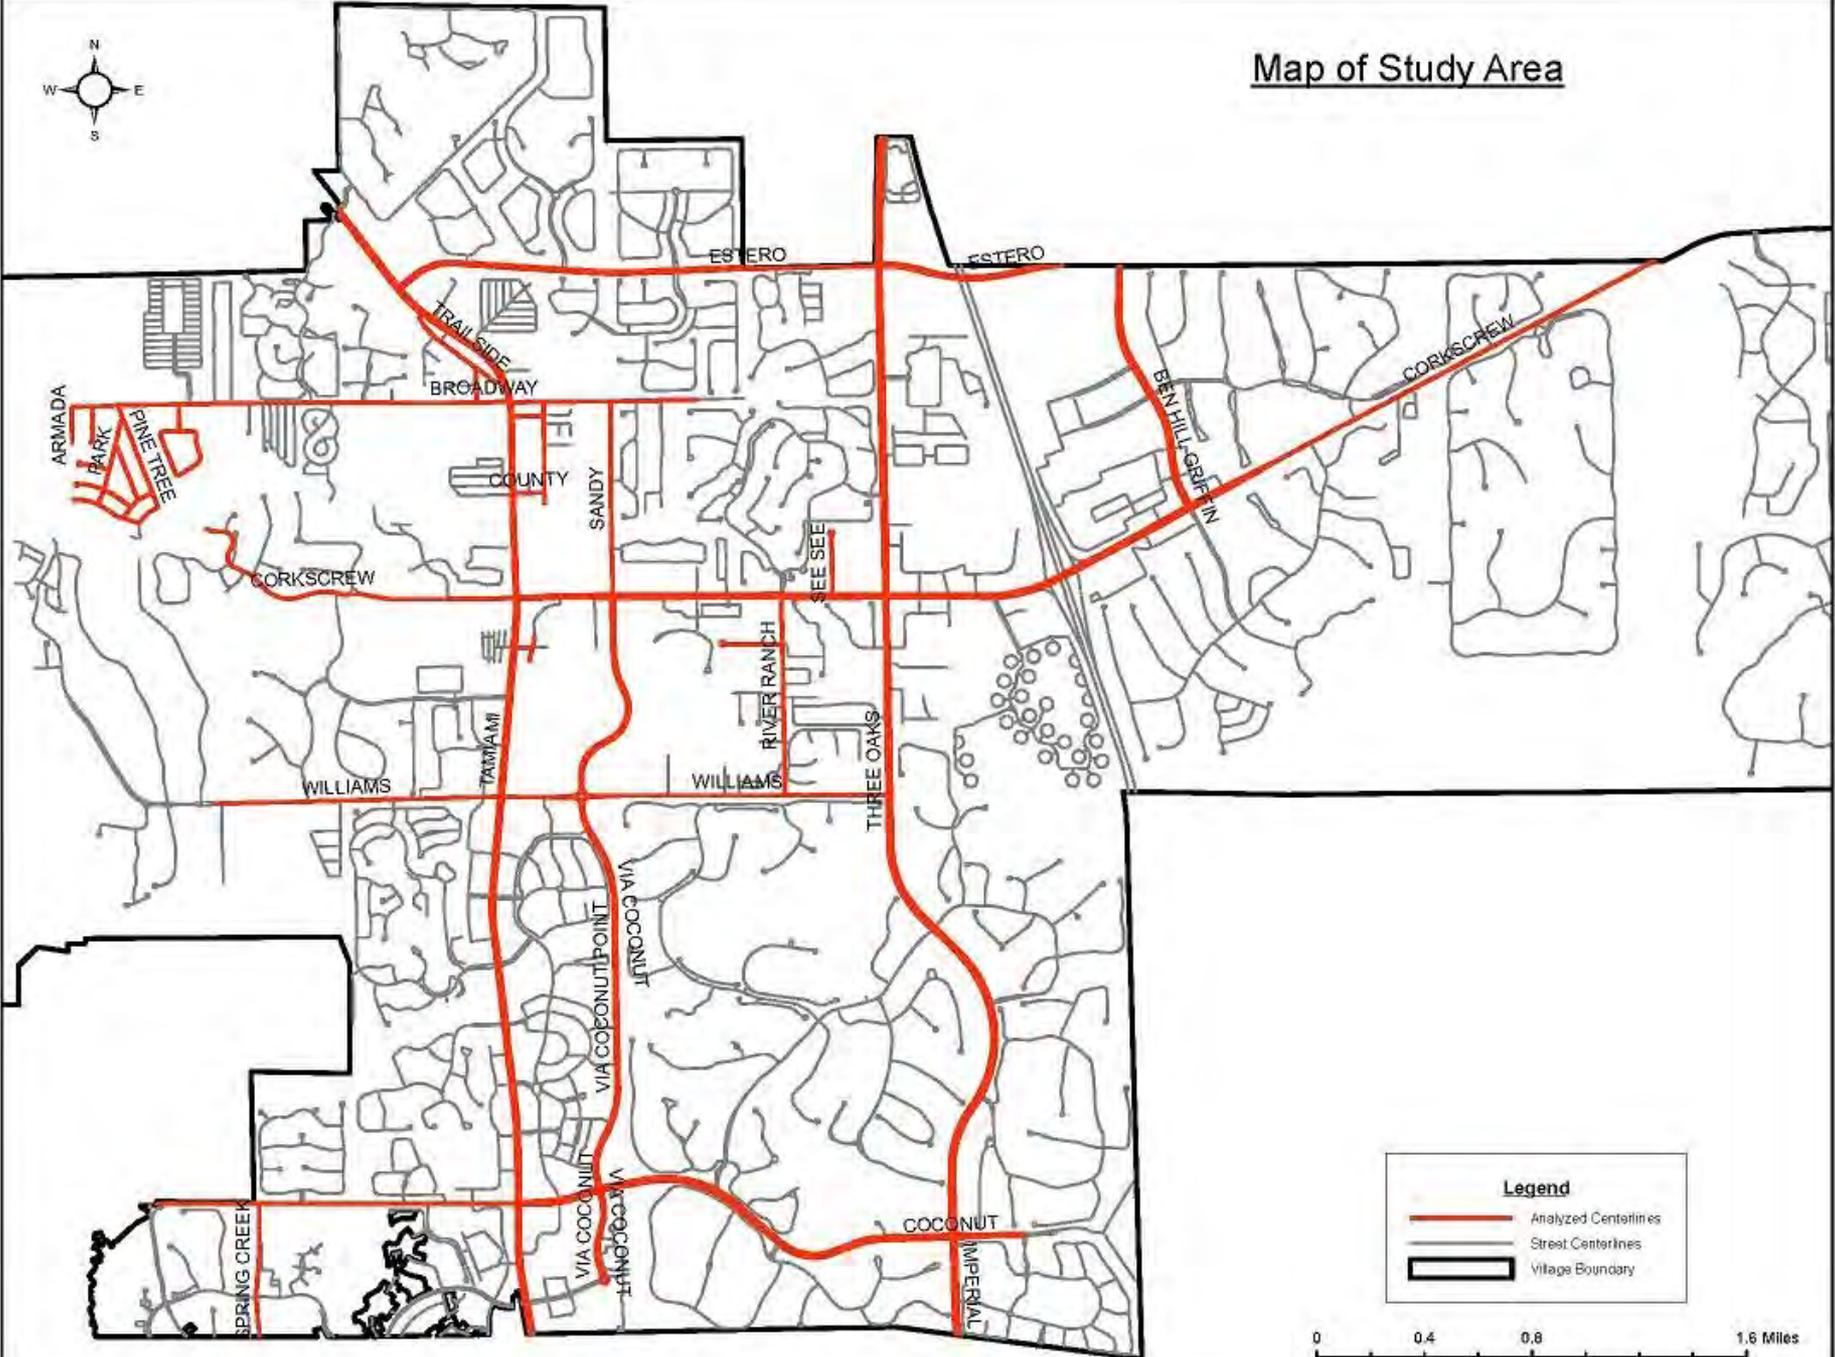 Map of Study Area
N
W E
S
ESTERO
ESTERO
TRAILSIDE
CORKSCREW
BROADWAY
ARMADA
PARK
PINE TREE
BEN HILL GRIFFIN
COUNTY
SANDY
SEE SEE
CORKSCREW
RIVER RANCH
TAMIAMI
THREE OAKS
WILLIAMS
WILLIAMS
VIA COCONUT
VIA COCONUT POINT
VIA COCONUT
VIA COCONUT
COCONUT
SPRING CREEK
IMPERIAL
Legend
Analyzed Centerlines
Street Centerlines
Village Boundary
0 0.4 0.8 1.6 Miles